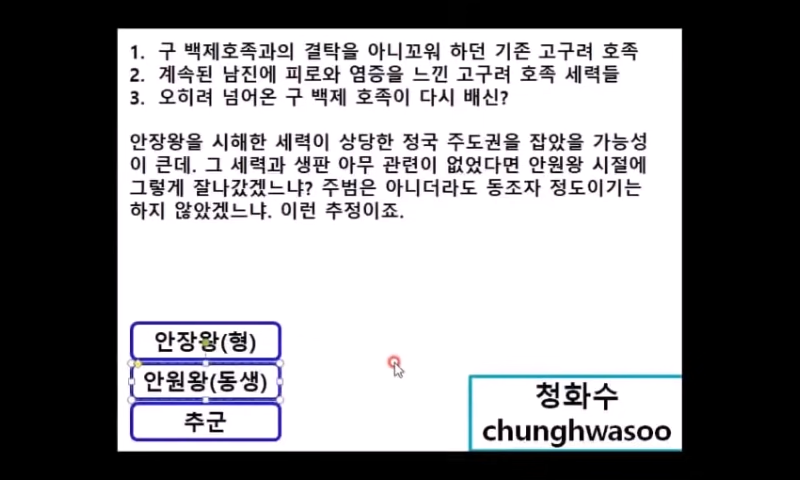 1. 구 백제호족과의 결탁을 아니꼬워 하던 기존 고구려 호족
2. 계속된 남진에 피로와 염증을 느낀 고구려 호족 세력들
3. 오히려 넘어온 구 백제 호족이 다시 배신?
안장왕을 시해한 세력이 상당한 정국 주도권을 잡았을 가능성
이 큰데. 그 세력과 생판 아무 관련이 없었다면 안원왕 시절에
그렇게 잘나갔겠느냐? 주범은 아니더라도 동조자 정도이기는
하지 않았겠느냐. 이런 추정이죠.
안장왕(형)
안원왕(동생)
추군
청화수
chunghwasoo